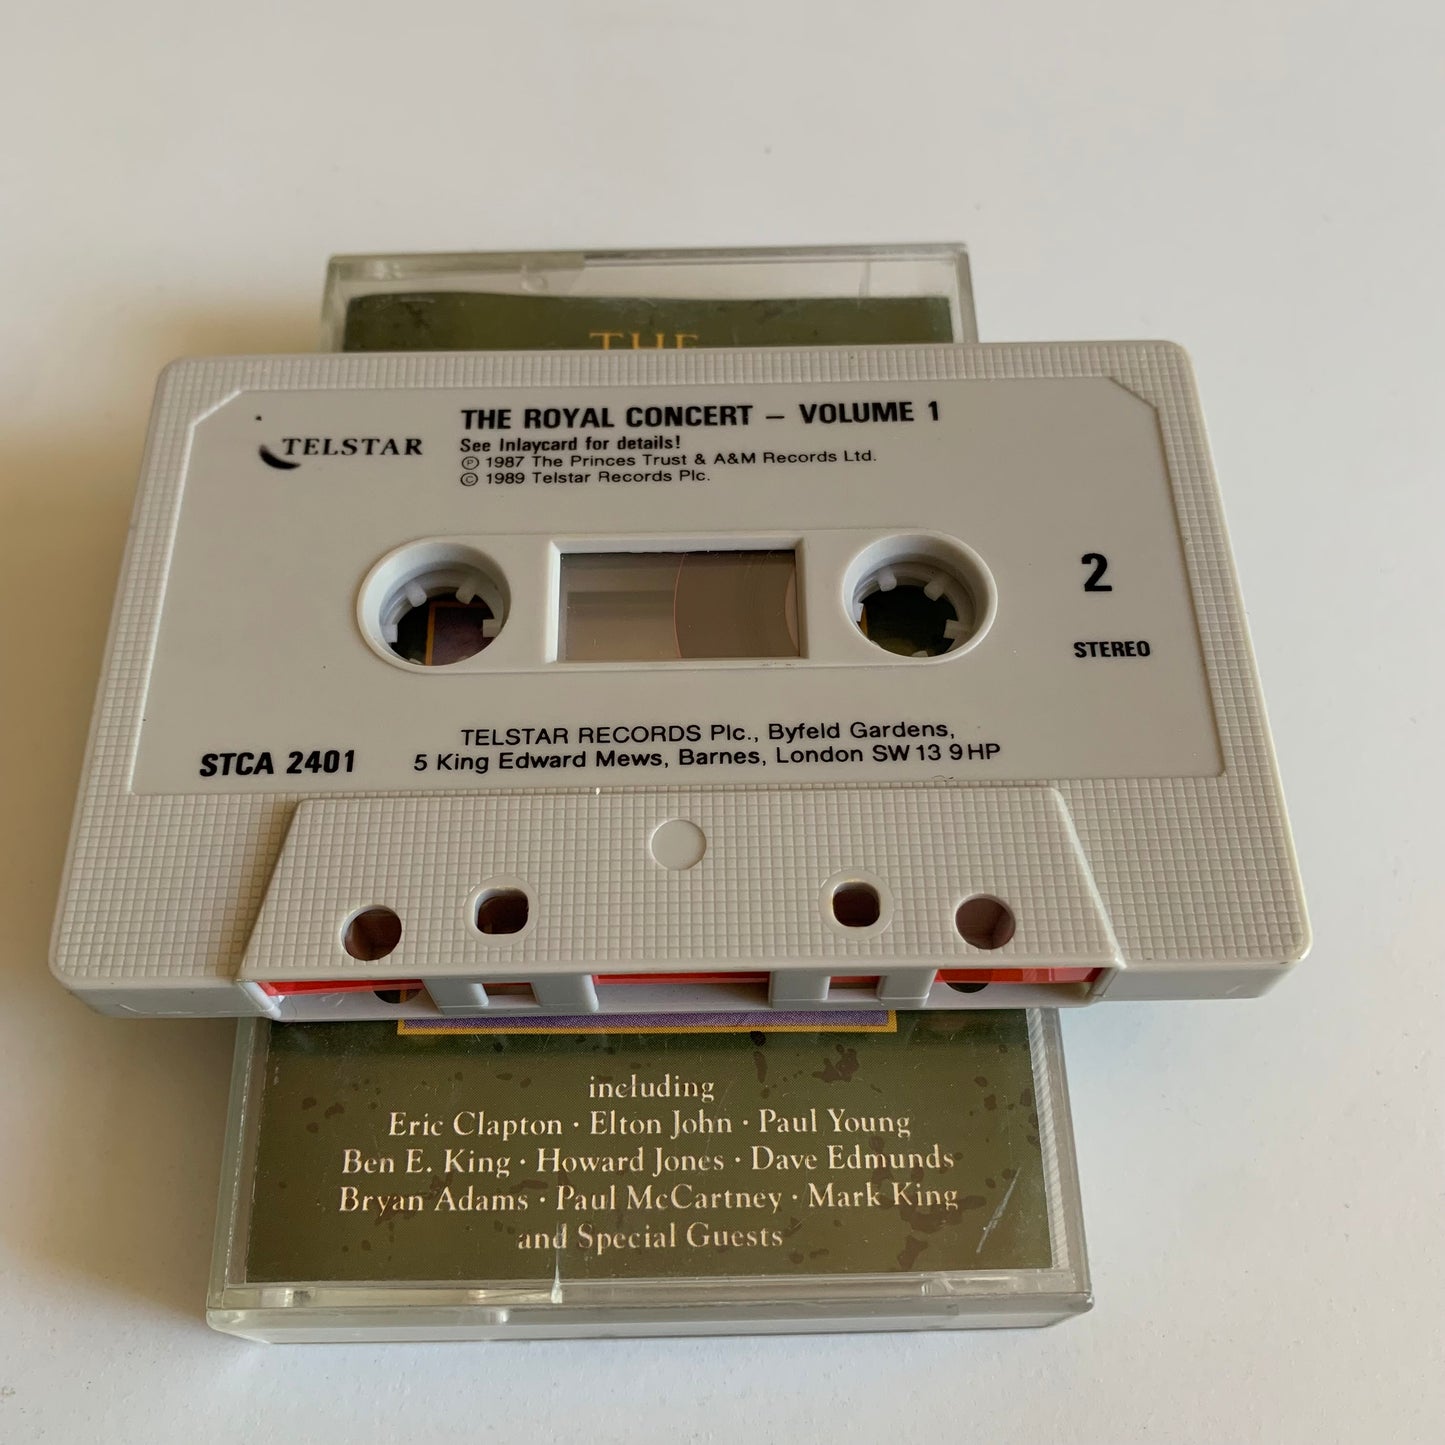 THE
TELSTAR
THE ROYAL CONCERT – VOLUME 1
See Inlaycard for details!
℗ 1987 The Princes Trust & A&M Records Ltd.
© 1989 Telstar Records Plc.
2
STEREO
TELSTAR RECORDS Plc., Byfeld Gardens,
5 King Edward Mews, Barnes, London SW 13 9 HP
STCA 2401
including
Eric Clapton · Elton John · Paul Young
Ben E. King · Howard Jones · Dave Edmunds
Bryan Adams · Paul McCartney · Mark King
and Special Guests